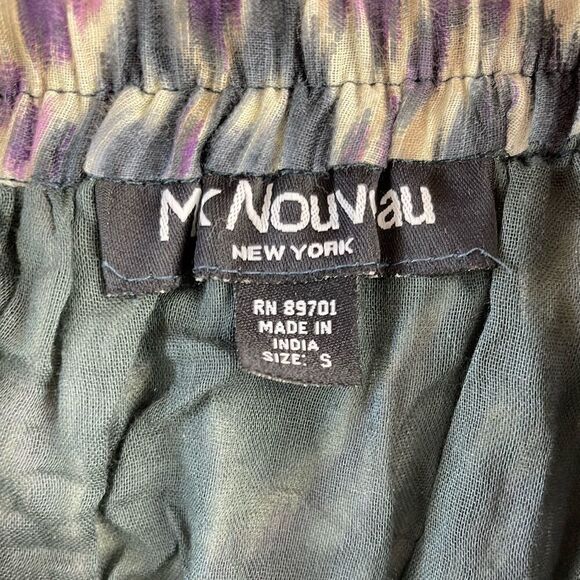 NEW YORK
RN 89701
MADE IN
INDIA
SIZE: S